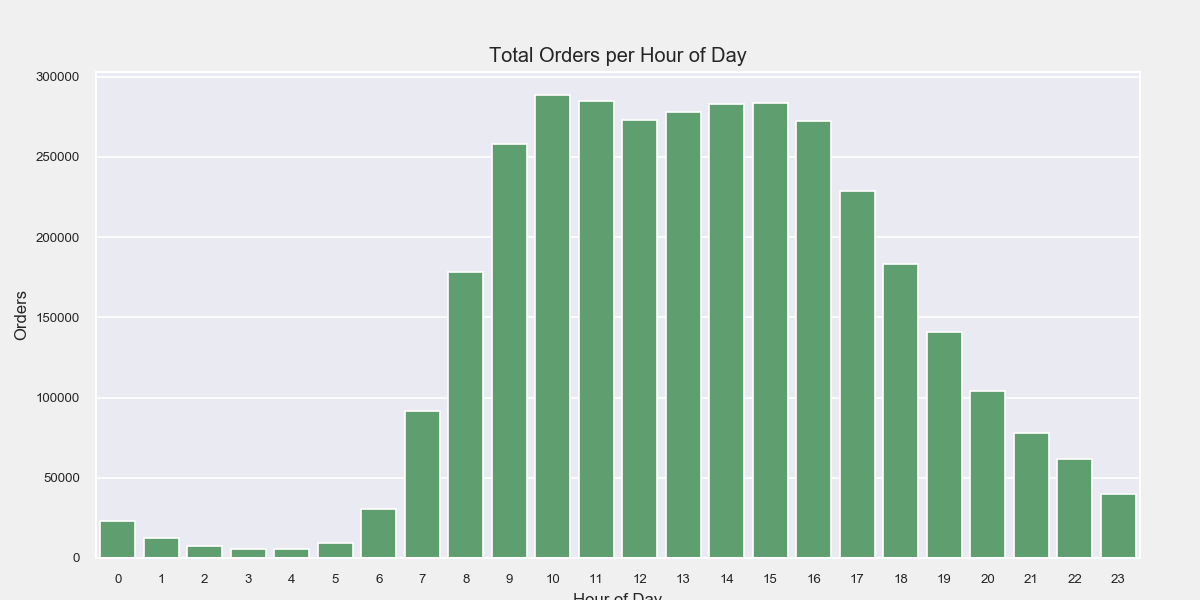 Total Orders per Hour of Day
300000
250000
200000
150000
100000
50000
0
Orders
0 1 2 3 4 5 6 7 8 9 10 11 12 13 14 15 16 17 18 19 20 21 22 23
Hour of Day